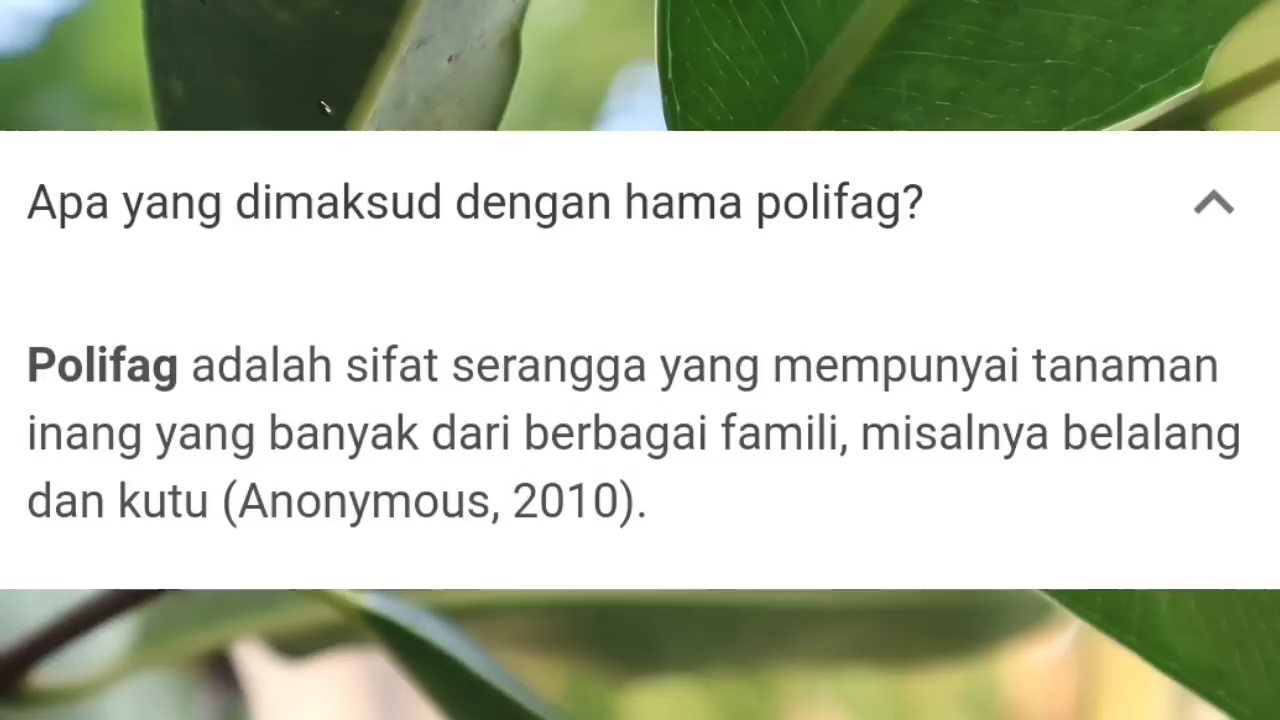 Apa yang dimaksud dengan hama polifag?
Polifag adalah sifat serangga yang mempunyai tanaman
inang yang banyak dari berbagai famili, misalnya belalang
dan kutu (Anonymous, 2010).